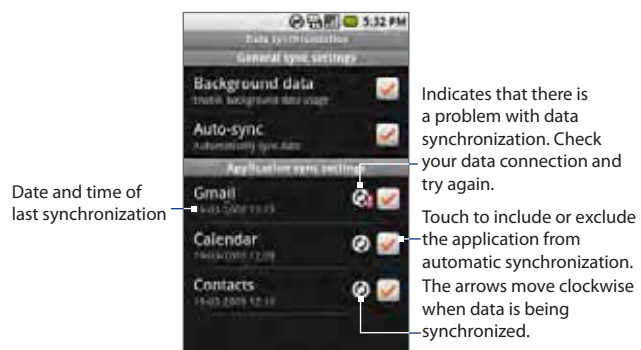 5:32 PM
Data synchronization
General sync settings
Background data
Enable background data usage
Auto-sync
Automatically sync data
Application sync settings
Gmail
Calendar
Contacts
Date and time of
last synchronization
Indicates that there is
a problem with data
synchronization. Check
your data connection and
try again.
Touch to include or exclude
the application from
automatic synchronization.
The arrows move clockwise
when data is being
synchronized.